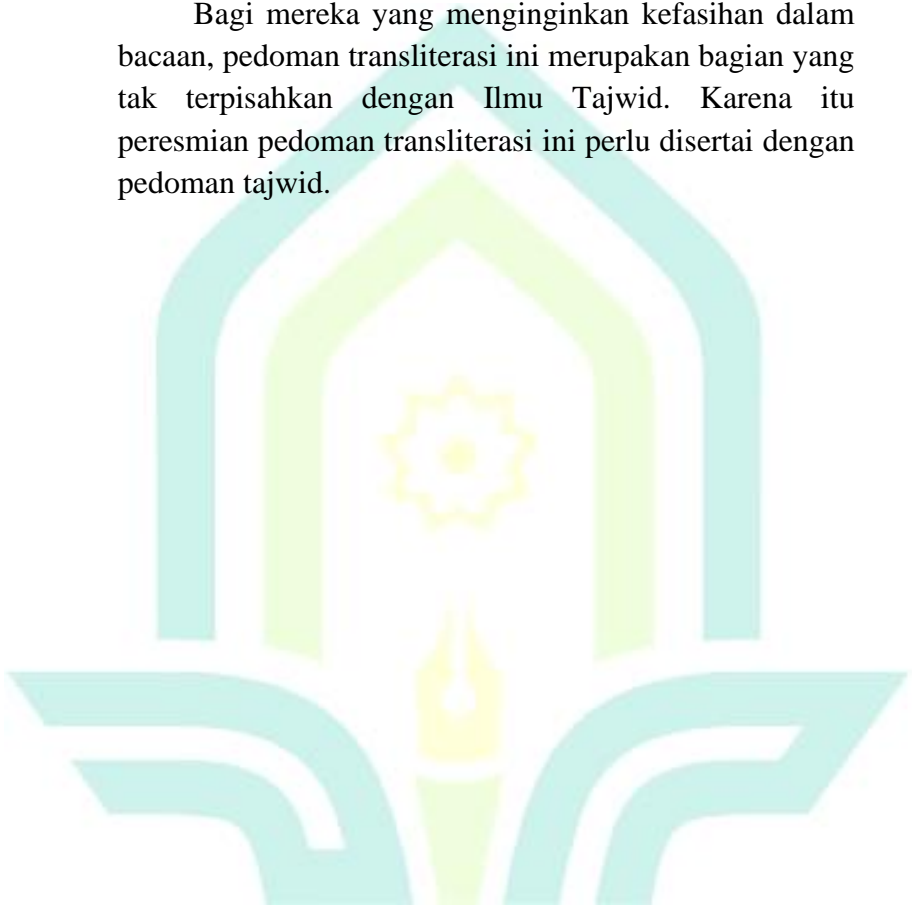 Bagi mereka yang menginginkan kefasihan dalam
bacaan, pedoman transliterasi ini merupakan bagian yang
tak terpisahkan dengan Ilmu Tajwid. Karena itu
peresmian pedoman transliterasi ini perlu disertai dengan
pedoman tajwid.